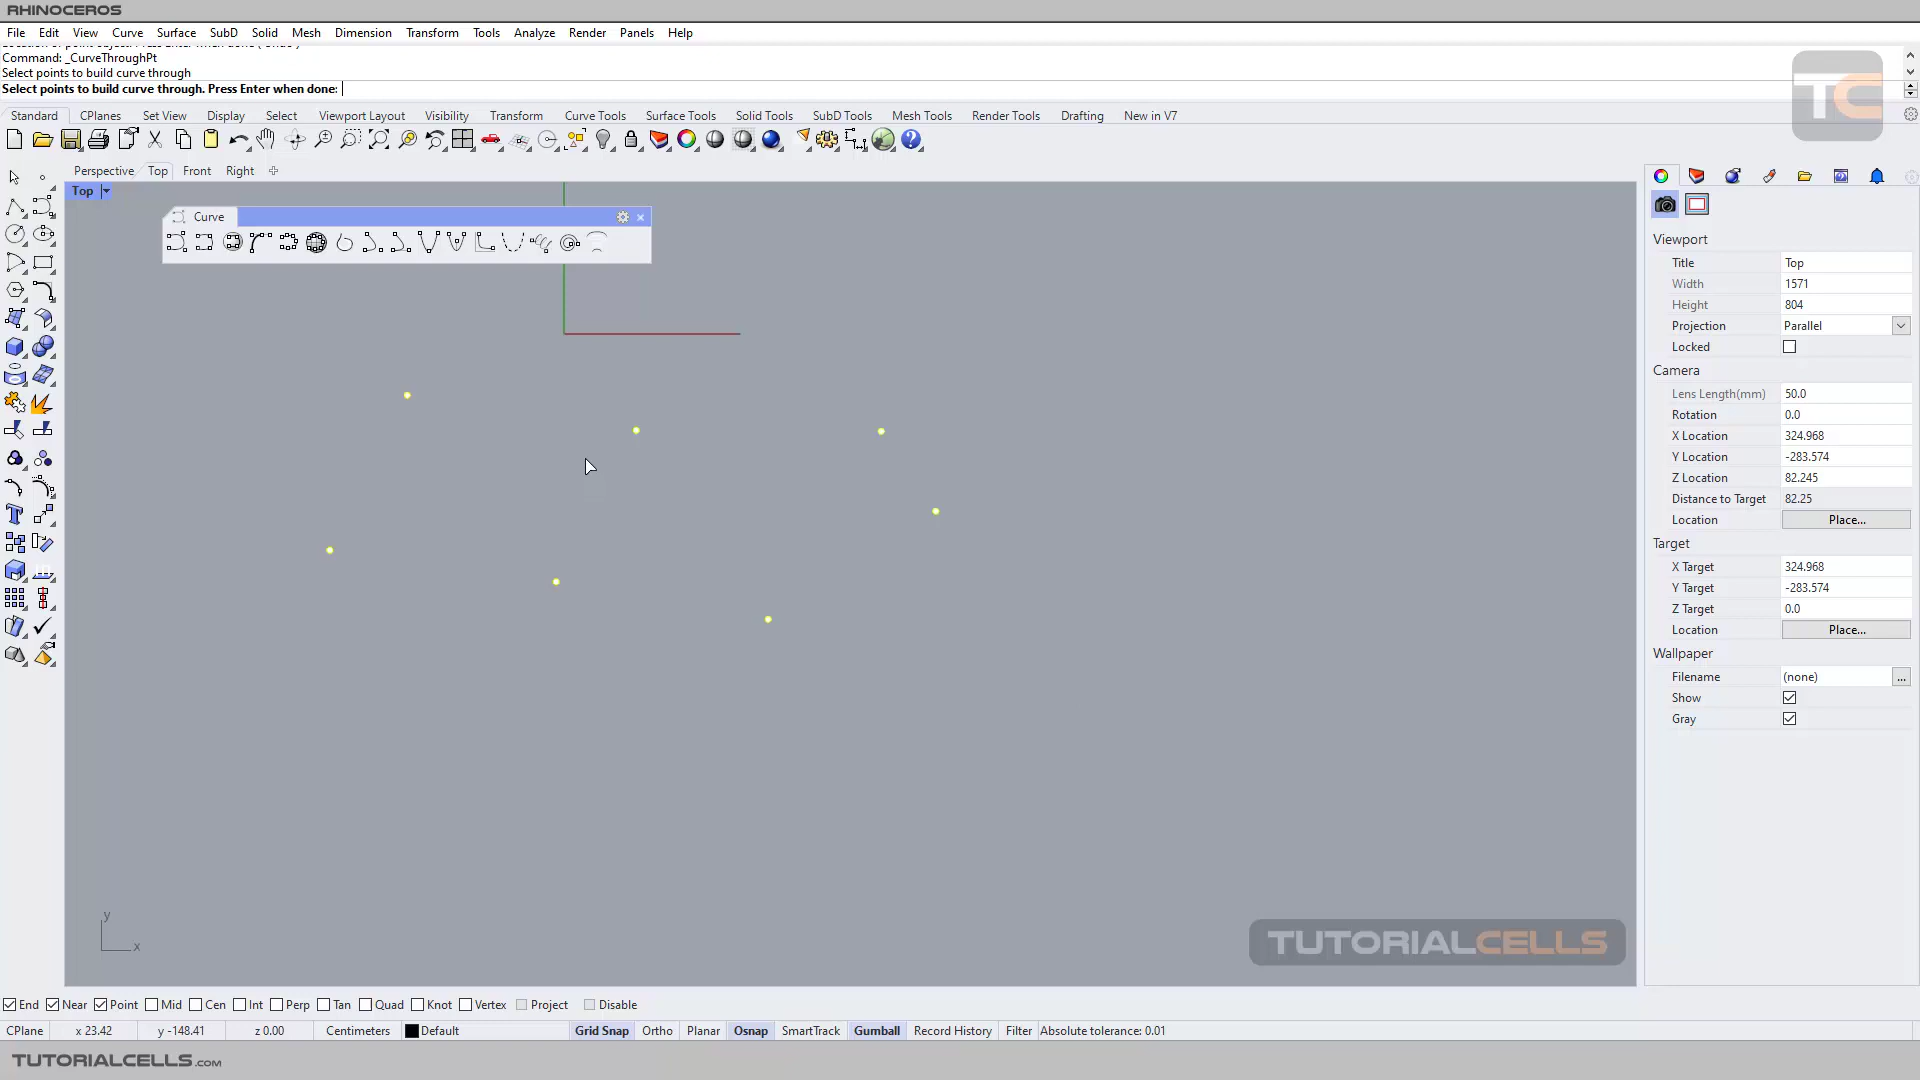 RHINOCEROS
File Edit View Curve Surface SubD Solid Mesh Dimension Transform Tools Analyze Render Panels Help
Command: _CurveThroughPt
Select points to build curve through
Select points to build curve through. Press Enter when done:
TC
Standard CPlanes Set View Display Select Viewport Layout Visibility Transform Curve Tools Surface Tools Solid Tools SubD Tools Mesh Tools Render Tools Drafting New in V7
Perspective Top Front Right
Top
Curve
Viewport
Title Top
Width 1571
Height 804
Projection Parallel
Locked
Camera
Lens Length(mm) 50.0
Rotation 0.0
X Location 324.968
Y Location -283.574
Z Location 82.245
Distance to Target 82.25
Location Place...
Target
X Target 324.968
Y Target -283.574
Z Target 0.0
Location Place...
Wallpaper
Filename (none) ...
Show
Gray
y
x
TUTORIALCELLS
End Near Point Mid Cen Int Perp Tan Quad Knot Vertex Project Disable
CPlane x 23.42 y -148.41 z 0.00 Centimeters Default Grid Snap Ortho Planar Osnap SmartTrack Gumball Record History Filter Absolute tolerance: 0.01
TUTORIALCELLS.COM